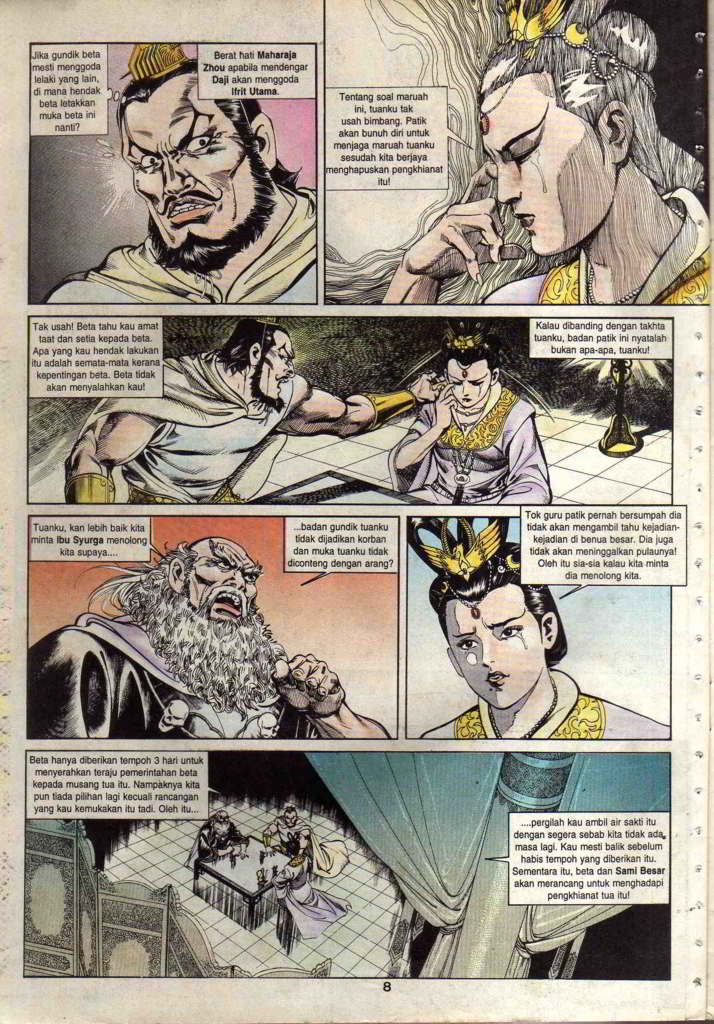 Jika gundik beta
mesti menggoda
lelaki yang lain,
di mana hendak
beta letakkan
muka beta ini
nanti?
Berat hati Maharaja
Zhou apabila mendengar
Daji akan menggoda
Ifrit Utama.
Tentang soal maruah
ini, tuanku tak
usah bimbang. Patik
akan bunuh diri untuk
menjaga maruah tuanku
sesudah kita berjaya
menghapuskan pengkhianat
itu!
Tak usah! Beta tahu kau amat
taat dan setia kepada beta.
Apa yang kau hendak lakukan
itu adalah semata-mata kerana
kepentingan beta. Beta tidak
akan menyalahkan kau!
Kalau dibanding dengan takhta
tuanku, badan patik ini nyatalah
bukan apa-apa, tuanku!
Tuanku, kan lebih baik kita
minta Ibu Syurga menolong
kita supaya....
...badan gundik tuanku
tidak dijadikan korban
dan muka tuanku tidak
diconteng dengan arang?
Tok guru patik pernah bersumpah dia
tidak akan mengambil tahu kejadian-
kejadian di benua besar. Dia juga
tidak akan meninggalkan pulaunya!
Oleh itu sia-sia kalau kita minta
dia menolong kita.
Beta hanya diberikan tempoh 3 hari untuk
menyerahkan teraju pemerintahan beta
kepada musang tua itu. Nampaknya kita
pun tiada pilihan lagi kecuali rancangan
yang kau kemukakan itu tadi. Oleh itu...
....pergilah kau ambil air sakti itu
dengan segera sebab kita tidak ada
masa lagi. Kau mesti balik sebelum
habis tempoh yang diberikan itu.
Sementara itu, beta dan Sami Besar
akan merancang untuk menghadapi
pengkhianat tua itu!
8